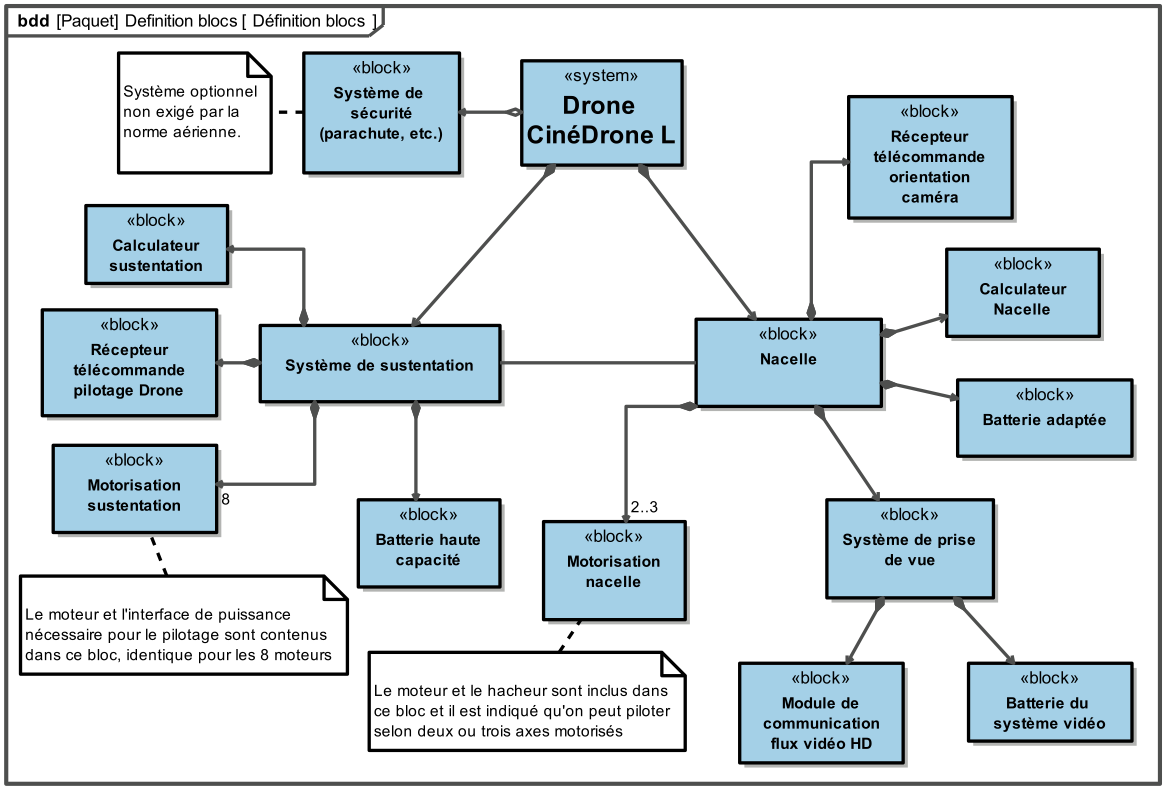 bdd [Paquet] Definition blocs [ Définition blocs ]
Système optionnel
non exigé par la
norme aérienne.
«block»
Système de
sécurité
(parachute, etc.)
«system»
Drone
CinéDrone L
«block»
Récepteur
télécommande
orientation
caméra
«block»
Calculateur
sustentation
«block»
Calculateur
Nacelle
«block»
Récepteur
télécommande
pilotage Drone
«block»
Système de sustentation
«block»
Nacelle
«block»
Batterie adaptée
«block»
Motorisation
sustentation
8
«block»
Batterie haute
capacité
2..3
«block»
Motorisation
nacelle
«block»
Système de prise
de vue
Le moteur et l'interface de puissance
nécessaire pour le pilotage sont contenus
dans ce bloc, identique pour les 8 moteurs
Le moteur et le hacheur sont inclus dans
ce bloc et il est indiqué qu'on peut piloter
selon deux ou trois axes motorisés
«block»
Module de
communication
flux vidéo HD
«block»
Batterie du
système vidéo